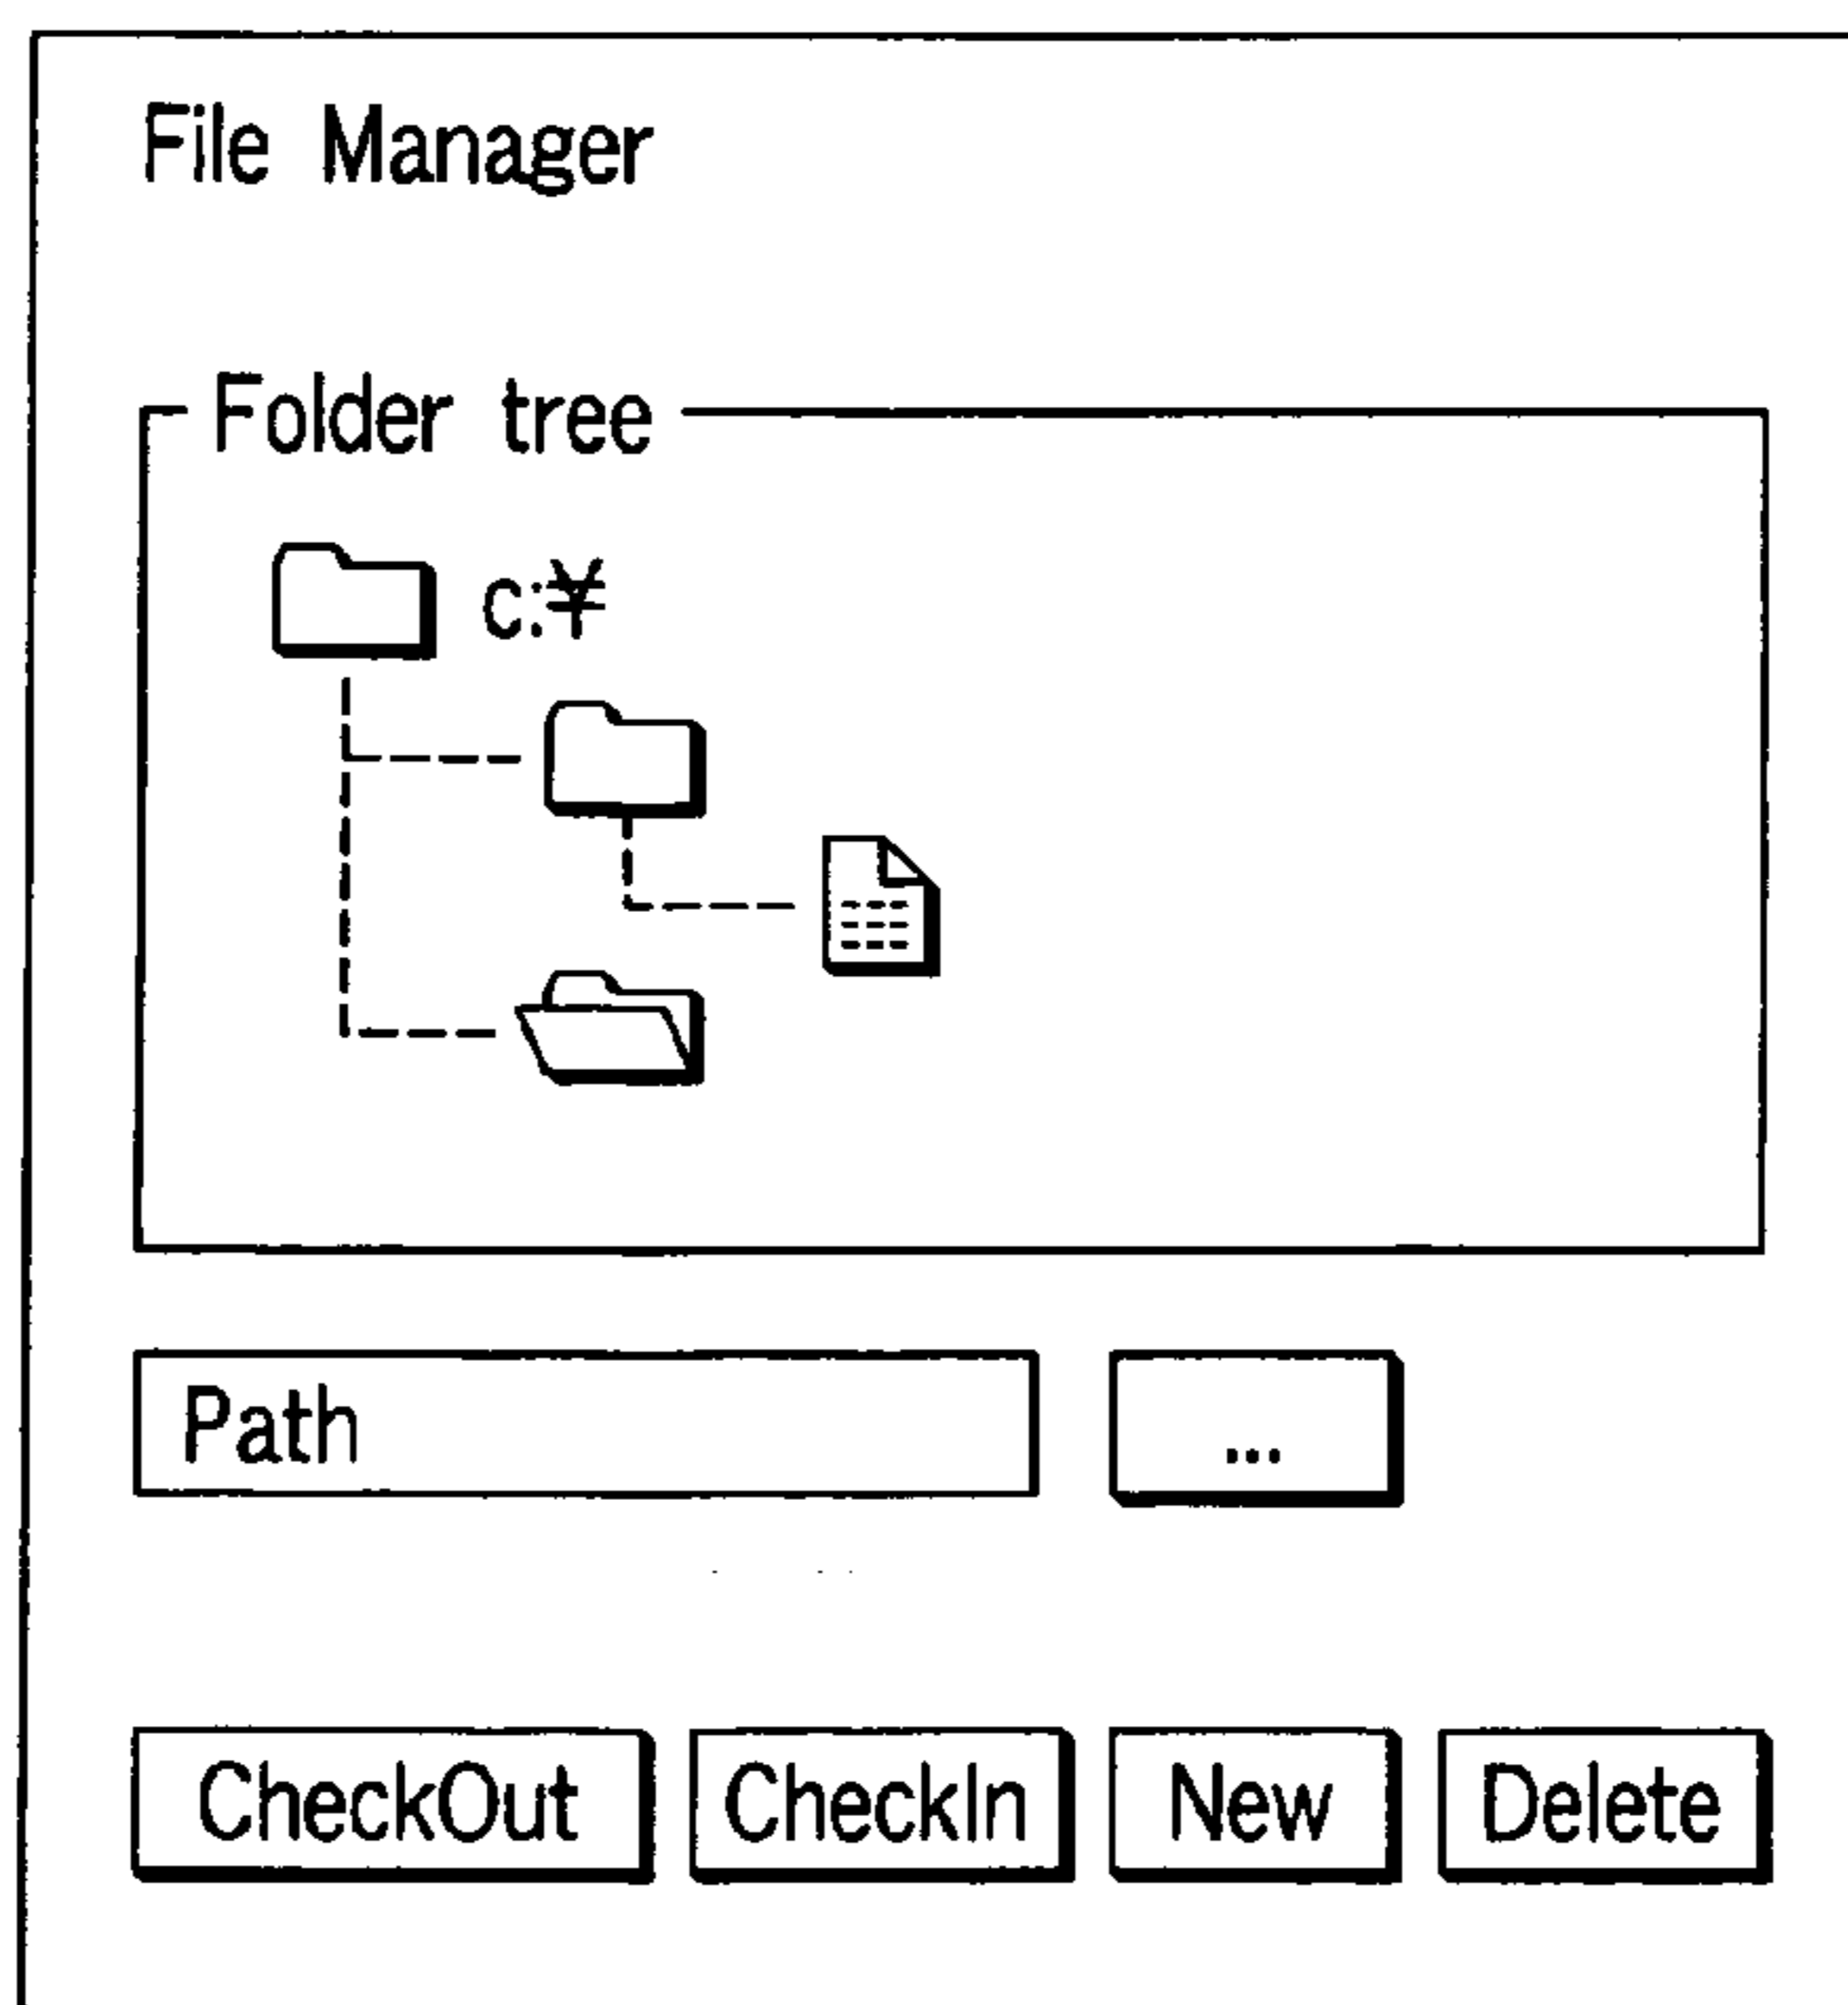 File Manager
Folder tree
c:¥
Path
...
CheckOut CheckIn New Delete